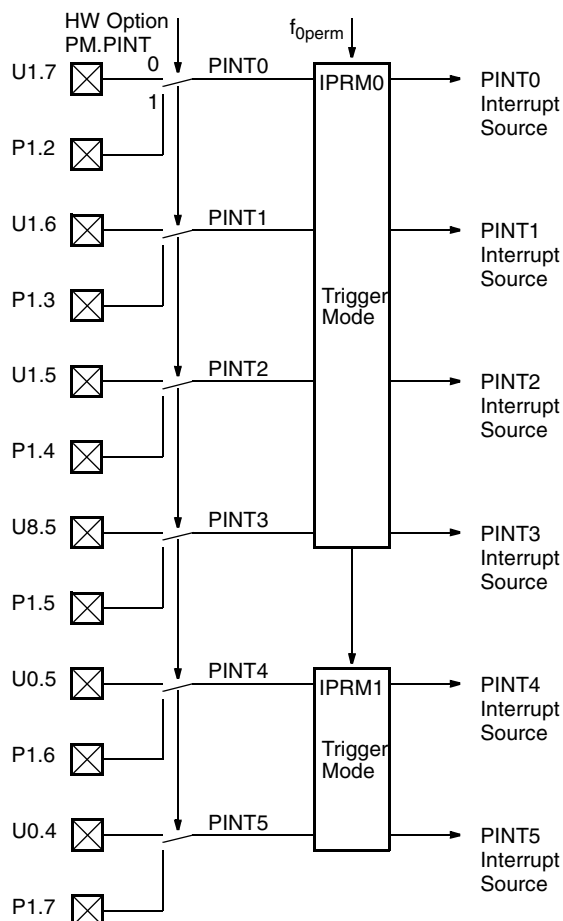 HW Option
PM.PINT
f0perm
U1.7
0
PINT0
IPRM0
PINT0
Interrupt
Source
1
P1.2
U1.6
PINT1
PINT1
Interrupt
Source
P1.3
Trigger
Mode
U1.5
PINT2
PINT2
Interrupt
Source
P1.4
U8.5
PINT3
PINT3
Interrupt
Source
P1.5
U0.5
PINT4
IPRM1
PINT4
Interrupt
Source
P1.6
Trigger
Mode
U0.4
PINT5
PINT5
Interrupt
Source
P1.7